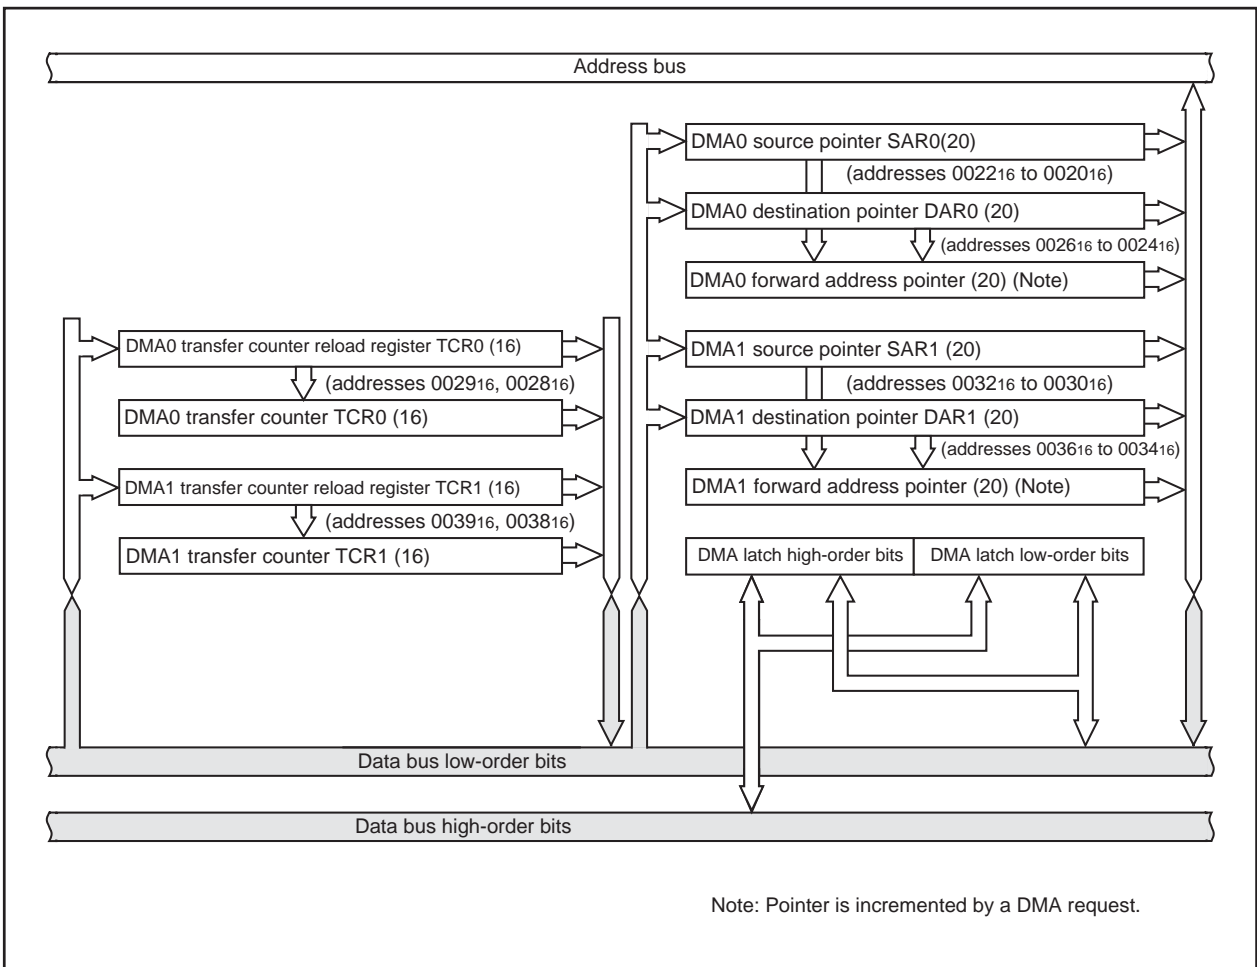 Address bus
DMA0 source pointer SAR0(20)
(addresses 002216 to 002016)
DMA0 destination pointer DAR0 (20)
(addresses 002616 to 002416)
DMA0 forward address pointer (20) (Note)
DMA0 transfer counter reload register TCR0 (16)
(addresses 002916, 002816)
DMA0 transfer counter TCR0 (16)
DMA1 transfer counter reload register TCR1 (16)
(addresses 003916, 003816)
DMA1 transfer counter TCR1 (16)
DMA1 source pointer SAR1 (20)
(addresses 003216 to 003016)
DMA1 destination pointer DAR1 (20)
(addresses 003616 to 003416)
DMA1 forward address pointer (20) (Note)
DMA latch high-order bits
DMA latch low-order bits
Data bus low-order bits
Data bus high-order bits
Note: Pointer is incremented by a DMA request.